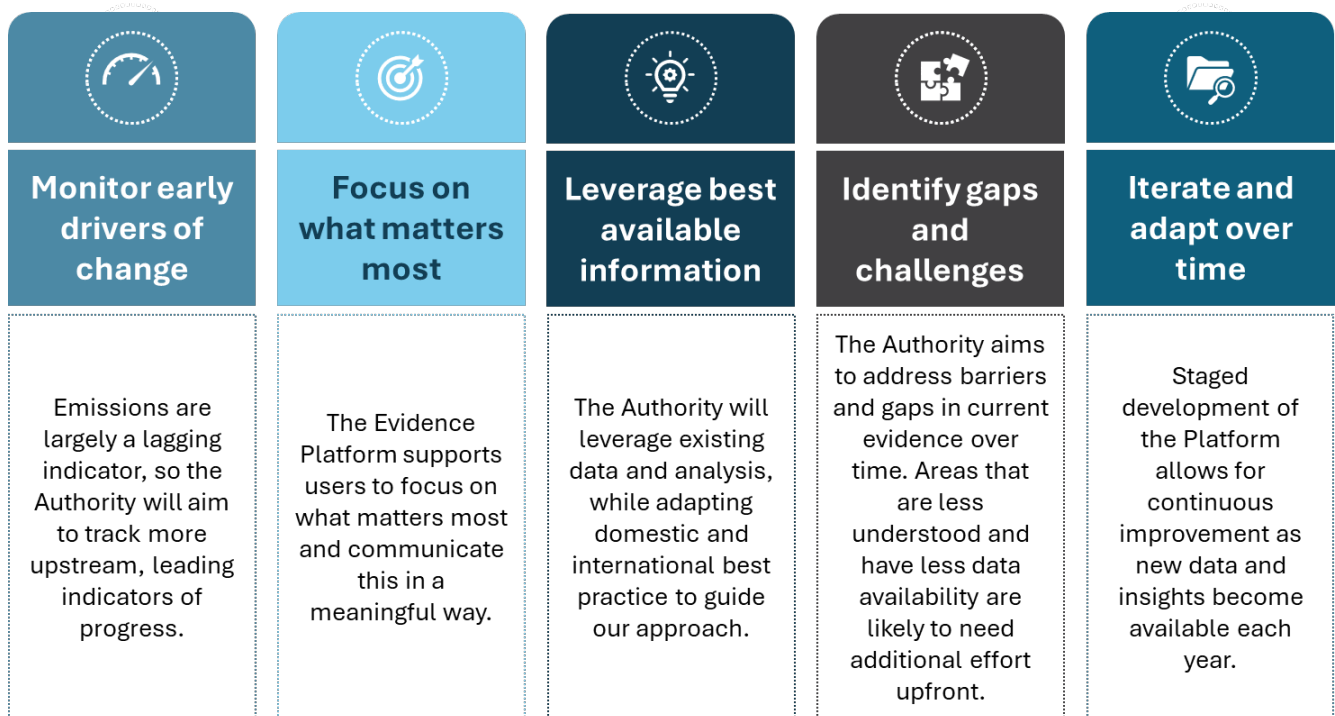 Monitor early
drivers of
change
Emissions are
largely a lagging
indicator, so the
Authority will aim
to track more
upstream, leading
indicators of
progress.
Focus on
what matters
most
The Evidence
Platform supports
users to focus on
what matters most
and communicate
this in a
meaningful way.
Leverage best
available
information
The Authority will
leverage existing
data and analysis,
while adapting
domestic and
international best
practice to guide
our approach.
Identify gaps
and
challenges
The Authority aims
to address barriers
and gaps in current
evidence over
time. Areas that
are less
understood and
have less data
availability are
likely to need
additional effort
upfront.
Iterate and
adapt over
time
Staged
development of
the Platform
allows for
continuous
improvement as
new data and
insights become
available each
year.